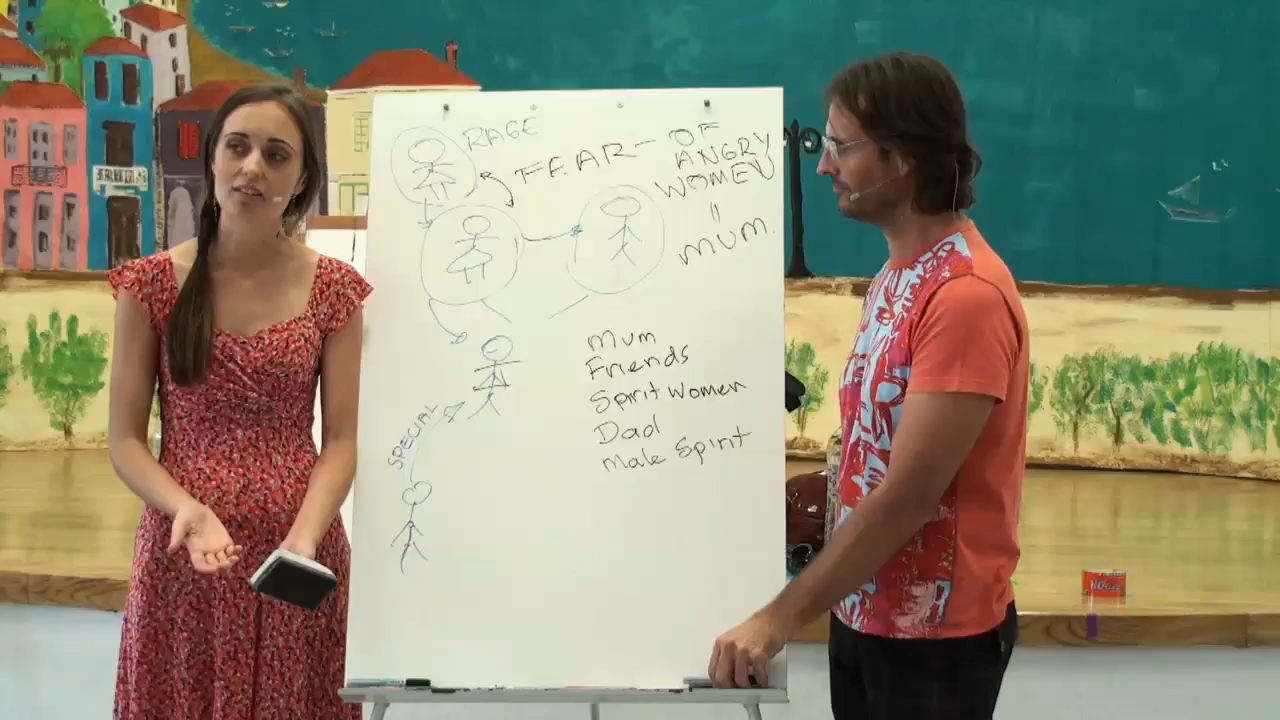 RAGE
FEAR - OF
ANGRY
WOMEN
"
MUM.
Mum
Friends
Spirit Women
Dad
Male Spirit
SPECIAL